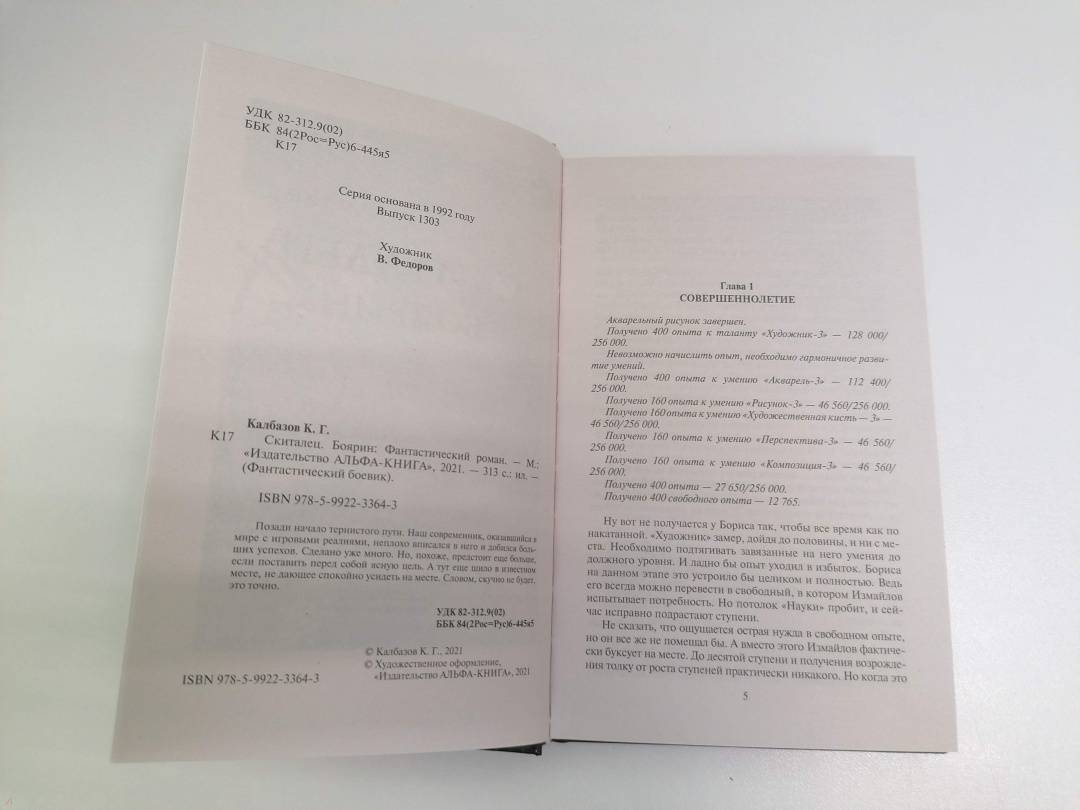 УДК 82-312.9(02)
ББК 84(2Рос=Рус)6-445я5
К17
Серия основана в 1992 году
Выпуск 1303
Художник
В. Федоров
Калбазов К. Г.
К17 Скиталец. Боярин: Фантастический роман. — М.:
«Издательство АЛЬФА-КНИГА», 2021. — 313 с.: ил. —
(Фантастический боевик).
ISBN 978-5-9922-3364-3
Позади начало тернистого пути. Наш современник, оказавшийся в
мире с игровыми реалиями, неплохо вписался в него и добился боль-
ших успехов. Сделано уже много. Но, похоже, предстоит еще больше,
если поставить перед собой ясную цель. А тут еще шило в известном
месте, не дающее спокойно усидеть на месте. Словом, скучно не будет,
это точно.
УДК 82-312.9(02)
ББК 84(2Рос=Рус)6-445я5
© Калбазов К. Г., 2021
© Художественное оформление,
«Издательство АЛЬФА-КНИГА», 2021
ISBN 978-5-9922-3364-3
Глава 1
СОВЕРШЕННОЛЕТИЕ
Акварельный рисунок завершен.
Получено 400 опыта к таланту «Художник-3» — 128 000/
256 000.
Невозможно начислить опыт, необходимо гармоничное разви-
тие умений.
Получено 400 опыта к умению «Акварель-3» — 112 400/
256 000.
Получено 160 опыта к умению «Рисунок-3» — 46 560/256 000.
Получено 160 опыта к умению «Художественная кисть — 3» —
46 560/256 000.
Получено 160 опыта к умению «Перспектива-3» — 46 560/
256 000.
Получено 160 опыта к умению «Композиция-3» — 46 560/
256 000.
Получено 400 опыта — 27 650/256 000.
Получено 400 свободного опыта — 12 765.
Ну вот не получается у Бориса так, чтобы все время как по
накатанной. «Художник» замер, дойдя до половины, и ни с ме-
ста. Необходимо подтягивать завязанные на него умения до
должного уровня. И ладно бы опыт уходил в избыток. Бориса
на данном этапе это устроило бы целиком и полностью. Ведь
его всегда можно перевести в свободный, в котором Измайлов
испытывает потребность. Но потолок «Науки» пробит, и сей-
час исправно подрастают ступени.
Не сказать, что ощущается острая нужда в свободном опыте,
но он все же не помешал бы. А вместо этого Измайлов фактиче-
ски буксует на месте. До десятой ступени и получения возрожде-
ния толку от роста ступеней практически никакого. Но когда это
5